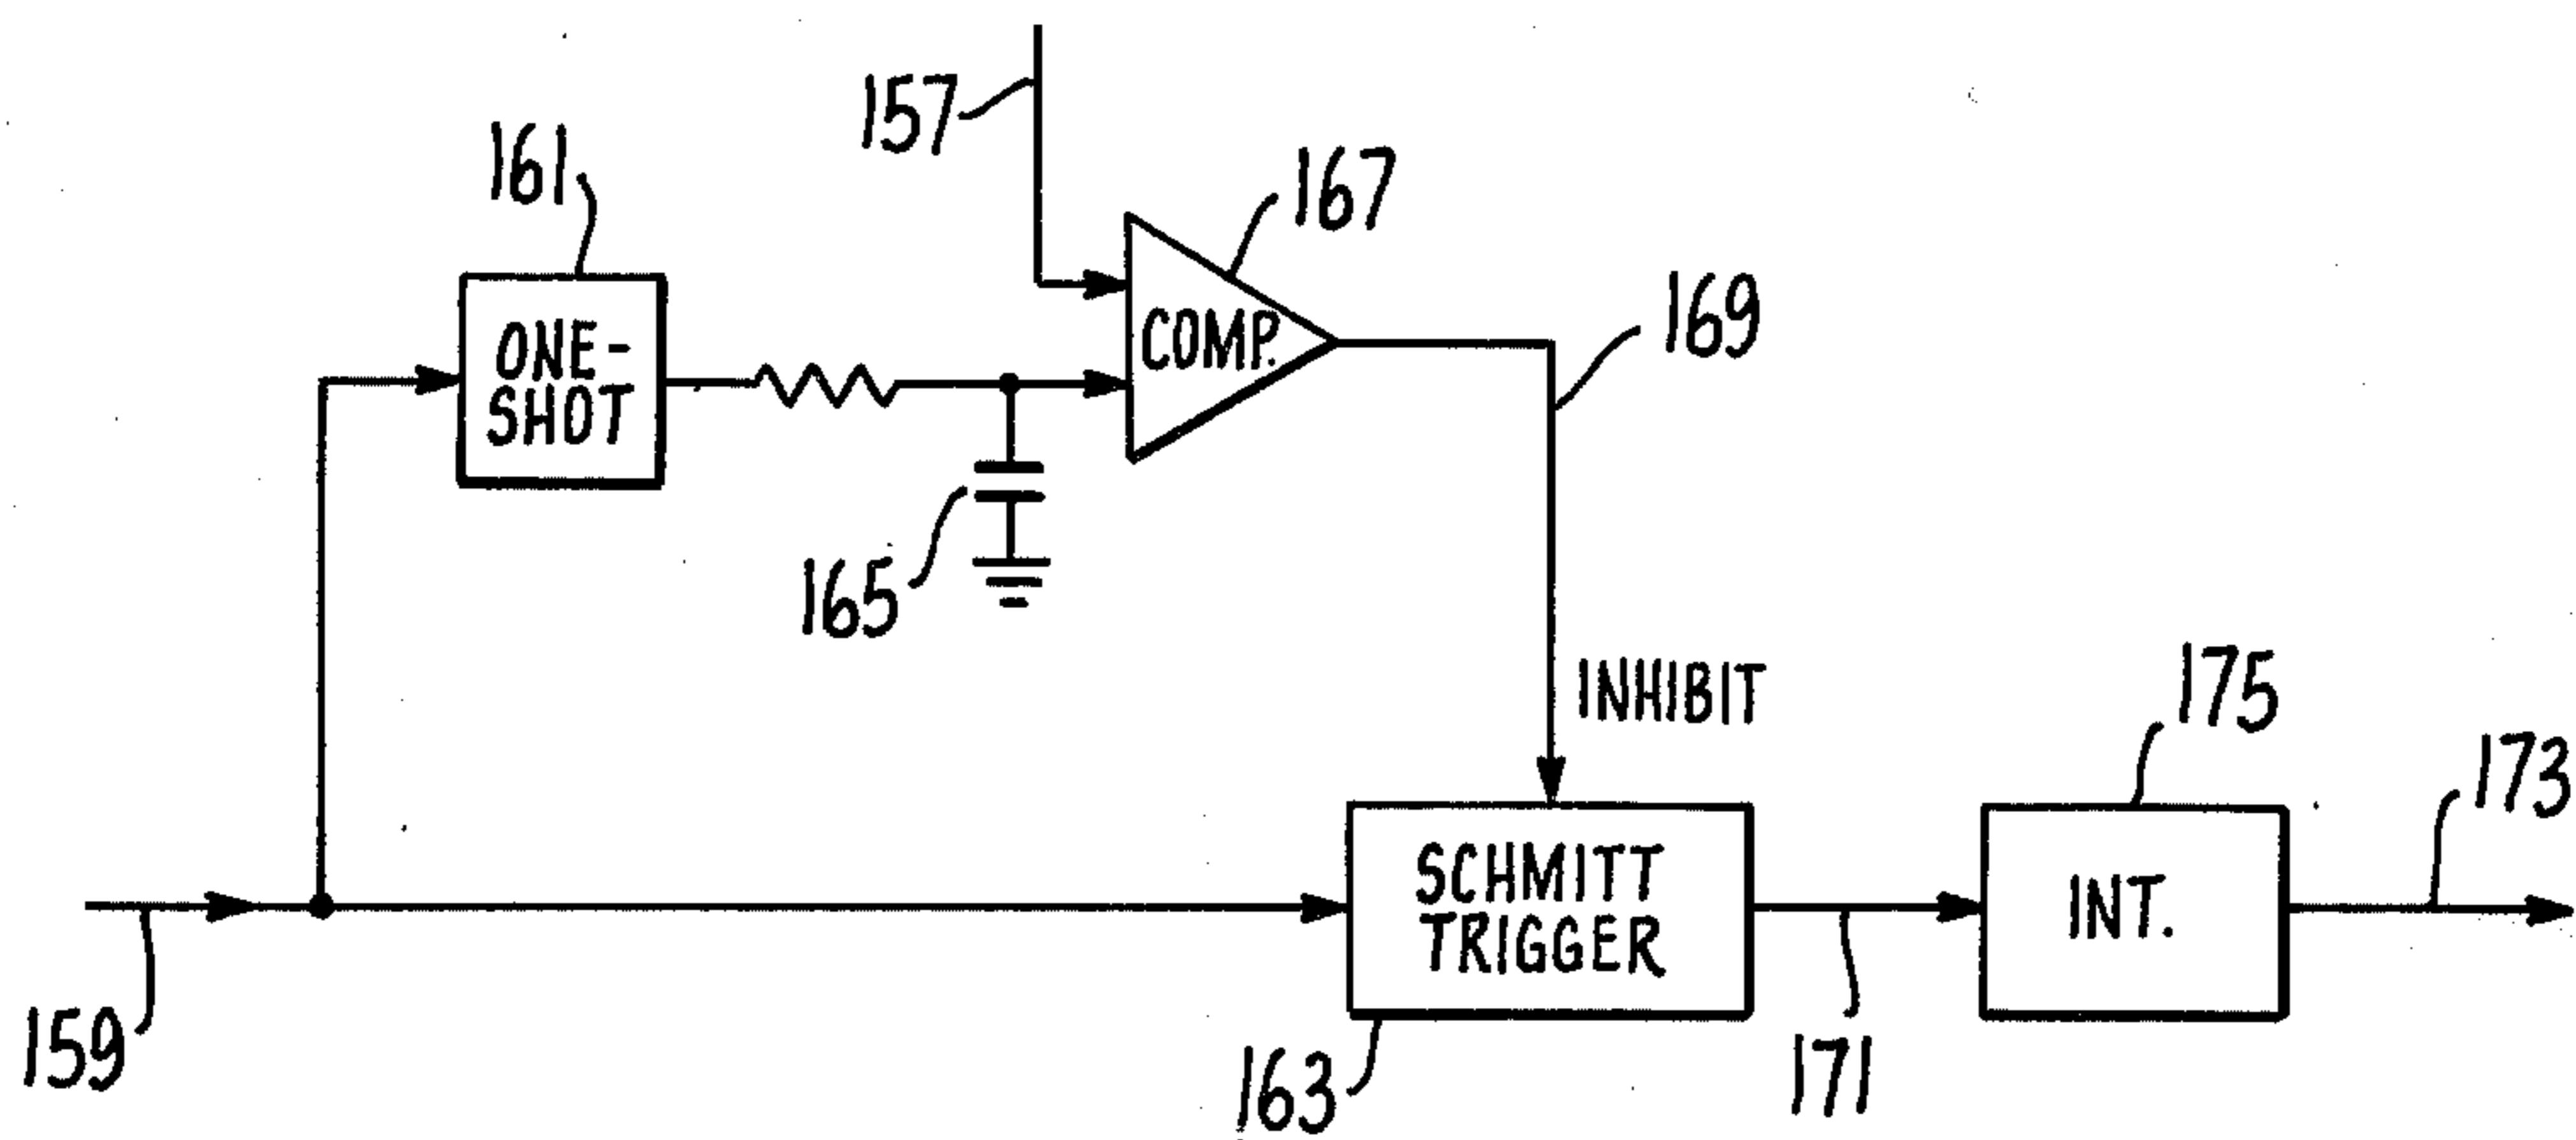 157
161
167
ONE-
SHOT
COMP.
169
165
INHIBIT
175
173
SCHMITT
TRIGGER
INT.
159
163
171